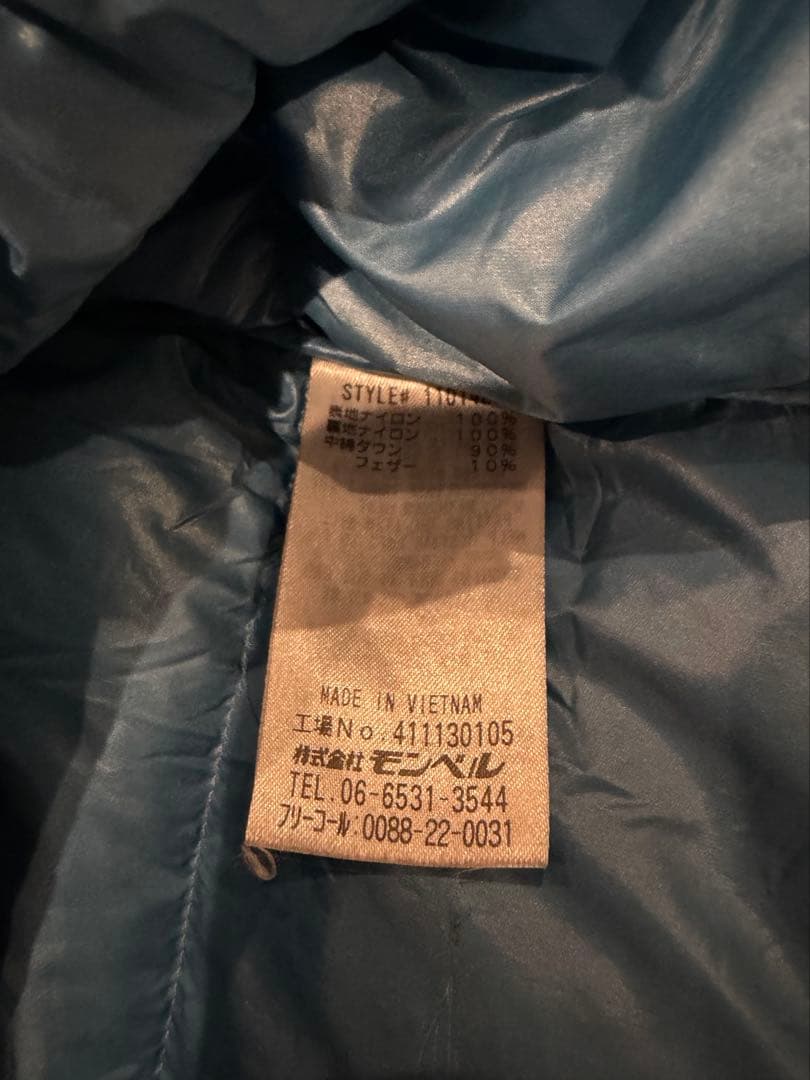 STYLE#
表地ナイロン 100%
裏地ナイロン 100%
中綿ダウン 90%
フェザー 10%
MADE IN VIETNAM
工場No.411130105
株式会社モンベル
TEL.06-6531-3544
フリーコール:0088-22-0031